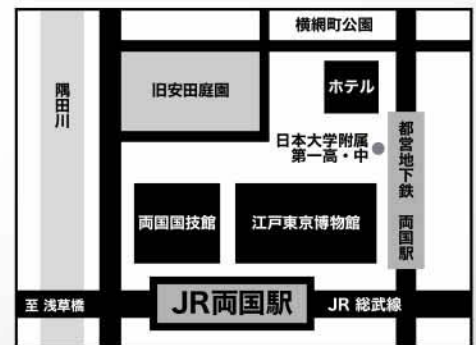 横網町公園
隅田川
旧安田庭園
ホテル
日本大学附属
第一高・中
都営地下鉄 両国駅
両国国技館
江戸東京博物館
至 浅草橋
JR両国駅
JR 総武線